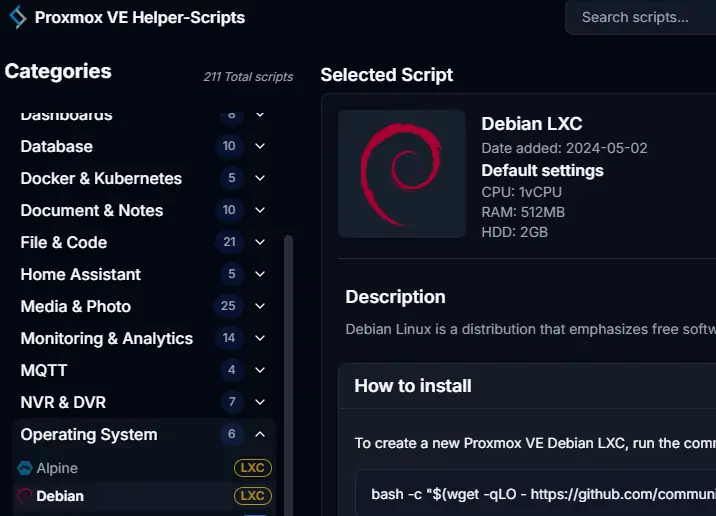 Proxmox VE Helper-Scripts
Search scripts...
Categories
211 Total scripts
Dashboards 8
Database 10
Docker & Kubernetes 5
Document & Notes 10
File & Code 21
Home Assistant 5
Media & Photo 25
Monitoring & Analytics 14
MQTT 4
NVR & DVR 7
Operating System 6
Alpine LXC
Debian LXC
Selected Script
Debian LXC
Date added: 2024-05-02
Default settings
CPU: 1vCPU
RAM: 512MB
HDD: 2GB
Description
Debian Linux is a distribution that emphasizes free softw
How to install
To create a new Proxmox VE Debian LXC, run the comm
bash -c "$(wget -qLO - https://github.com/communi